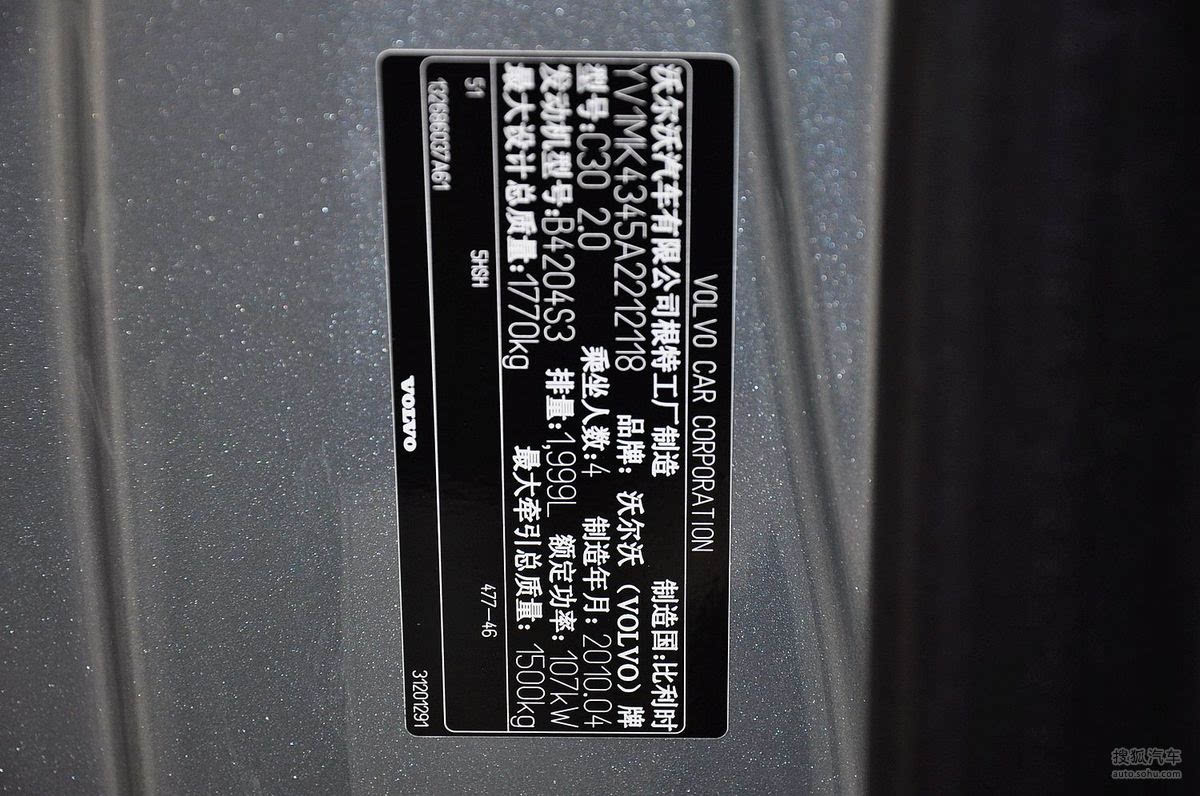 VOLVO CAR CORPORATION
沃尔沃汽车有限公司根特工厂制造 制造国:比利时
YV1MK4345A2212118 品牌：沃尔沃（VOLVO）牌
型号:C30 2.0 乘坐人数:4 制造年月:2010.04
发动机型号:B4204S3 排量:1,999L 额定功率:107kW
最大设计总质量:1770kg 最大牵引总质量:1500kg
51 5HSH 477-46
132686037A61
VOLVO 31201291
搜狐汽车
auto.sohu.com